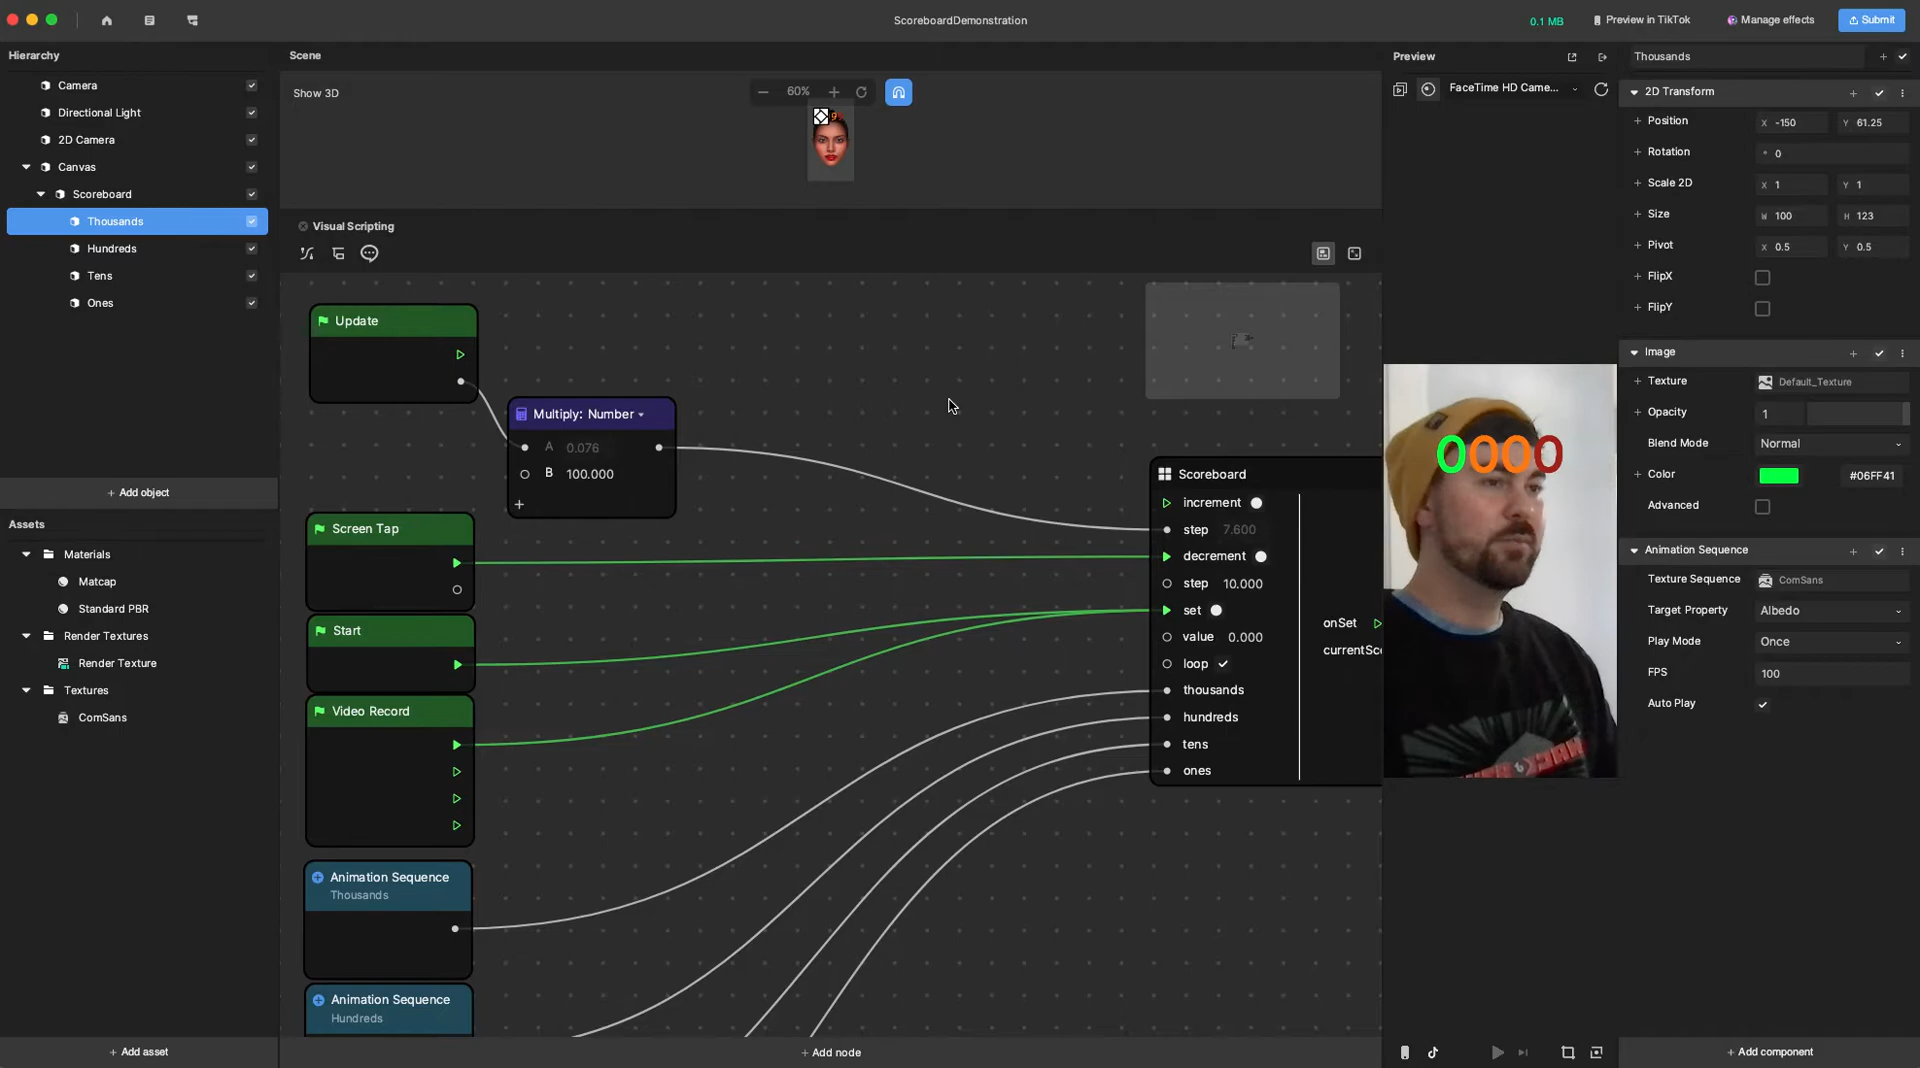 ScoreboardDemonstration
0.1 MB
Preview in TikTok
Manage effects
Submit
Hierarchy
Camera
Directional Light
2D Camera
Canvas
Scoreboard
Thousands
Hundreds
Tens
Ones
+ Add object
Assets
Materials
Matcap
Standard PBR
Render Textures
Render Texture
Textures
ComSans
+ Add asset
Scene
Show 3D
60%
Visual Scripting
Update
Multiply: Number
A 0.076
B 100.000
Screen Tap
Start
Video Record
Animation Sequence
Thousands
Animation Sequence
Hundreds
Scoreboard
increment
step 7.600
decrement
step 10.000
set
value 0.000
loop
thousands
hundreds
tens
ones
onSet
currentSco
+ Add node
Preview
FaceTime HD Came...
0000
Thousands
2D Transform
Position X -150 Y 61.25
Rotation 0
Scale 2D X 1 Y 1
Size W 100 H 123
Pivot X 0.5 Y 0.5
FlipX
FlipY
Image
Texture Default_Texture
Opacity 1
Blend Mode Normal
Color #06FF41
Advanced
Animation Sequence
Texture Sequence ComSans
Target Property Albedo
Play Mode Once
FPS 100
Auto Play
+ Add component